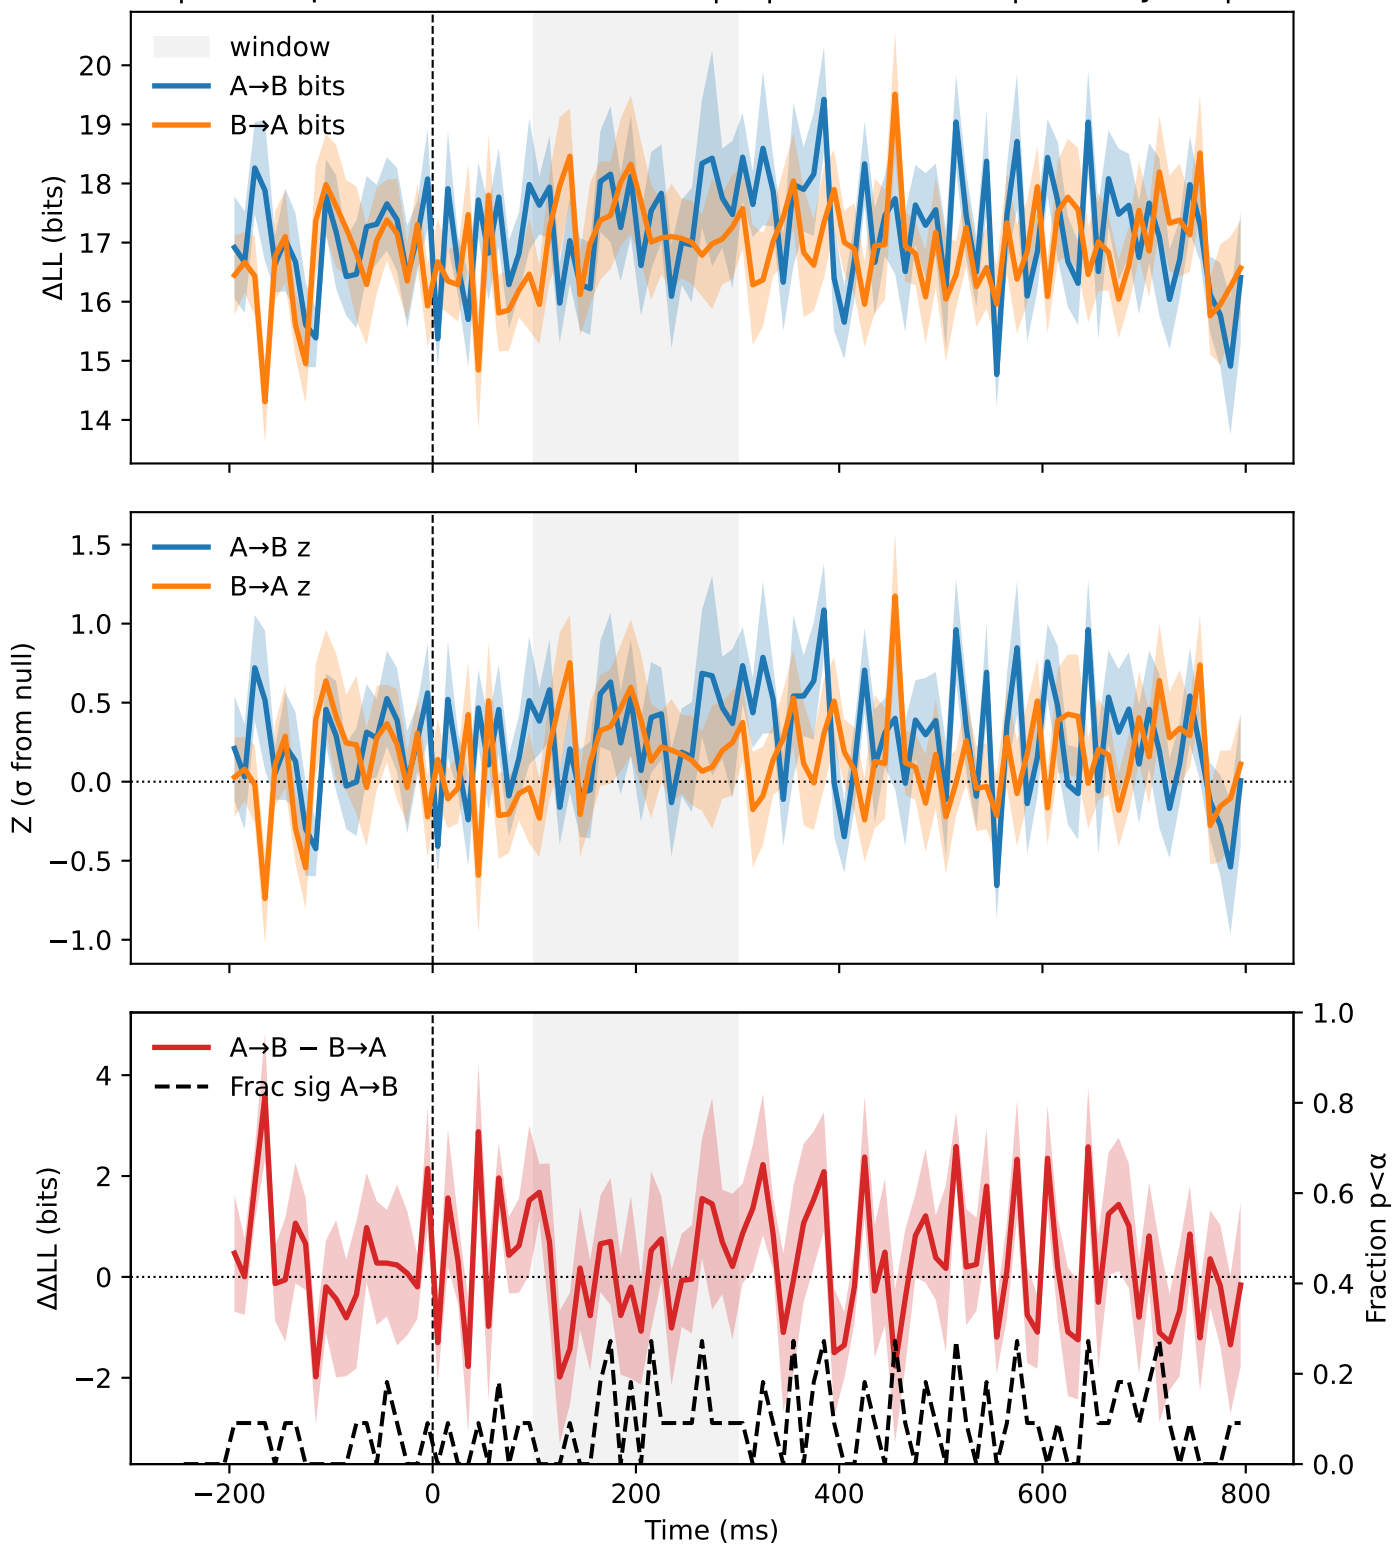 window
A→B bits
B→A bits
20
19
18
17
16
15
14
ΔLL (bits)
A→B z
B→A z
1.5
1.0
0.5
0.0
−0.5
−1.0
Z (σ from null)
A→B − B→A
Frac sig A→B
4
2
0
−2
ΔΔLL (bits)
1.0
0.8
0.6
0.4
0.2
0.0
Fraction p<α
−200 0 200 400 600 800
Time (ms)